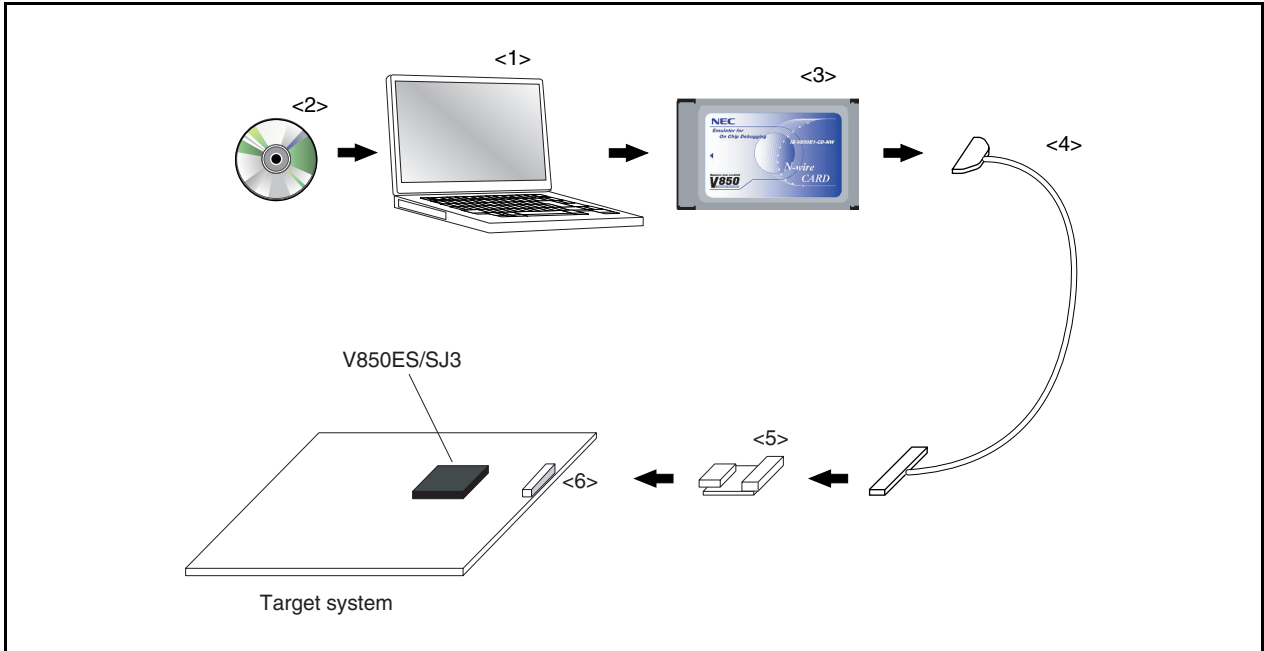 <1>
<2>
<3>
NEC
Emulator for
On Chip Debugging
IE-V850E1-CD-NW
N-wire
CARD
V850
<4>
V850ES/SJ3
<5>
<6>
Target system